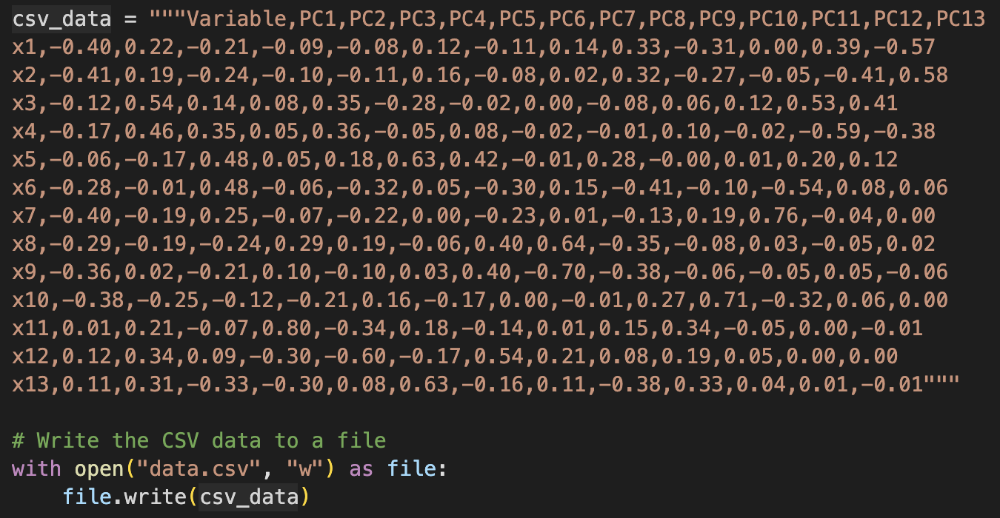 csv_data = """Variable,PC1,PC2,PC3,PC4,PC5,PC6,PC7,PC8,PC9,PC10,PC11,PC12,PC13
x1,-0.40,0.22,-0.21,-0.09,-0.08,0.12,-0.11,0.14,0.33,-0.31,0.00,0.39,-0.57
x2,-0.41,0.19,-0.24,-0.10,-0.11,0.16,-0.08,0.02,0.32,-0.27,-0.05,-0.41,0.58
x3,-0.12,0.54,0.14,0.08,0.35,-0.28,-0.02,0.00,-0.08,0.06,0.12,0.53,0.41
x4,-0.17,0.46,0.35,0.05,0.36,-0.05,0.08,-0.02,-0.01,0.10,-0.02,-0.59,-0.38
x5,-0.06,-0.17,0.48,0.05,0.18,0.63,0.42,-0.01,0.28,-0.00,0.01,0.20,0.12
x6,-0.28,-0.01,0.48,-0.06,-0.32,0.05,-0.30,0.15,-0.41,-0.10,-0.54,0.08,0.06
x7,-0.40,-0.19,0.25,-0.07,-0.22,0.00,-0.23,0.01,-0.13,0.19,0.76,-0.04,0.00
x8,-0.29,-0.19,-0.24,0.29,0.19,-0.06,0.40,0.64,-0.35,-0.08,0.03,-0.05,0.02
x9,-0.36,0.02,-0.21,0.10,-0.10,0.03,0.40,-0.70,-0.38,-0.06,-0.05,0.05,-0.06
x10,-0.38,-0.25,-0.12,-0.21,0.16,-0.17,0.00,-0.01,0.27,0.71,-0.32,0.06,0.00
x11,0.01,0.21,-0.07,0.80,-0.34,0.18,-0.14,0.01,0.15,0.34,-0.05,0.00,-0.01
x12,0.12,0.34,0.09,-0.30,-0.60,-0.17,0.54,0.21,0.08,0.19,0.05,0.00,0.00
x13,0.11,0.31,-0.33,-0.30,0.08,0.63,-0.16,0.11,-0.38,0.33,0.04,0.01,-0.01"""
# Write the CSV data to a file
with open("data.csv", "w") as file:
    file.write(csv_data)